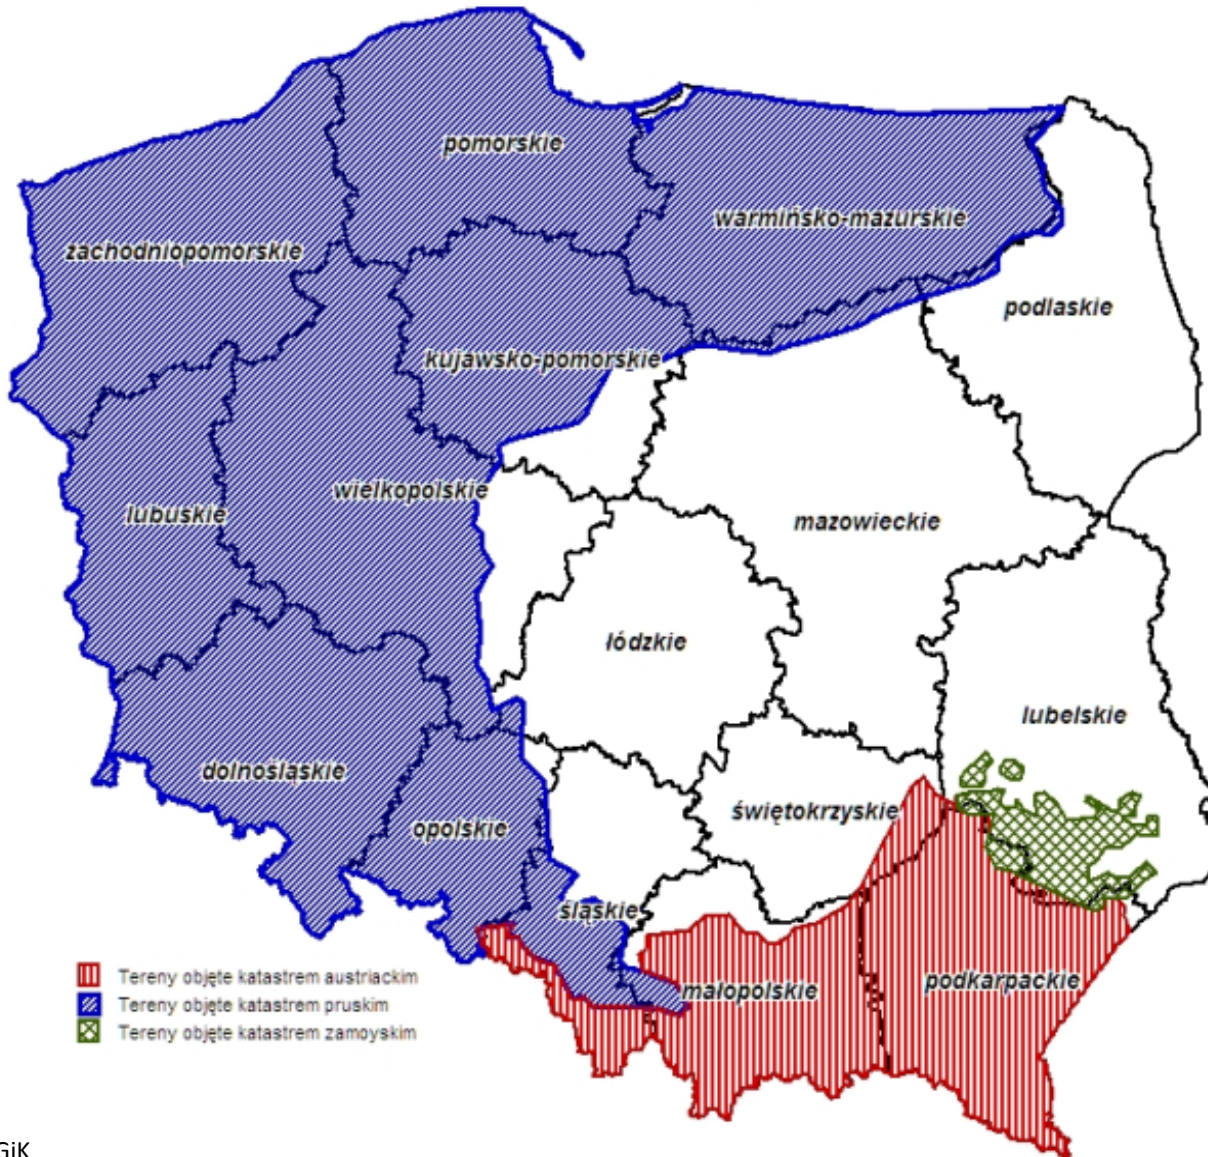 pomorskie
warmińsko-mazurskie
zachodniopomorskie
podlaskie
kujawsko-pomorskie
wielkopolskie
lubuskie
mazowieckie
łódzkie
lubelskie
dolnośląskie
opolskie
świętokrzyskie
śląskie
małopolskie
podkarpackie
Tereny objęte katastrem austriackim
Tereny objęte katastrem pruskim
Tereny objęte katastrem zamoyskim
GiK